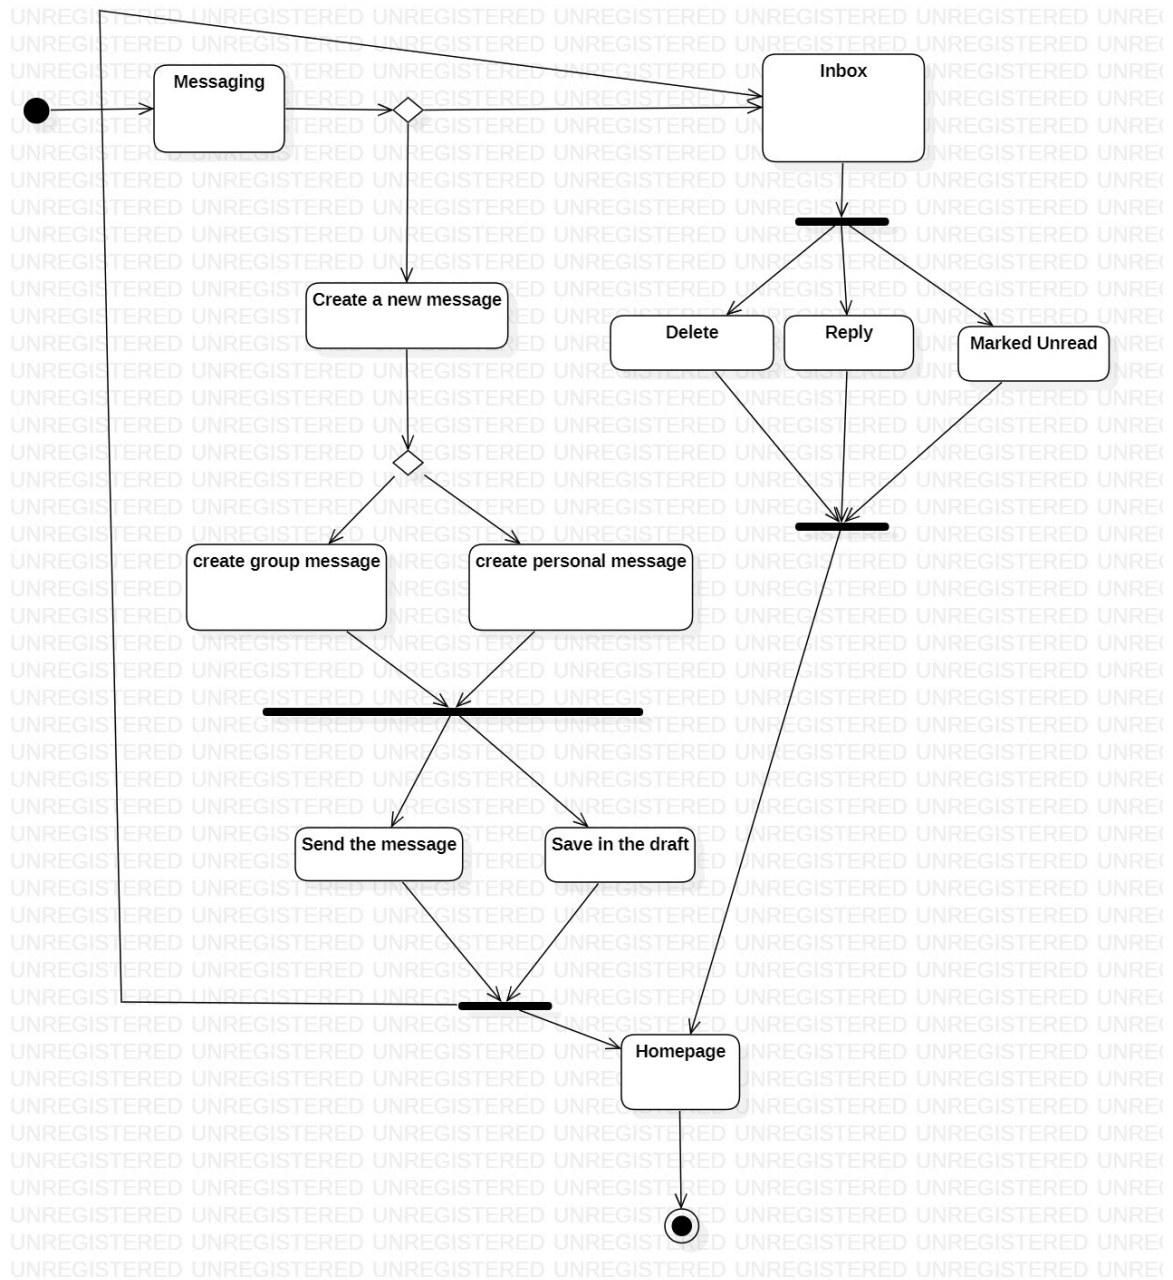 UNREGISTERED UNREGISTERED UNREGISTERED UNREGISTERED UNREGISTERED UNREGISTERED UNREG
Messaging
Inbox
Create a new message
Delete
Reply
Marked Unread
create group message
create personal message
Send the message
Save in the draft
Homepage